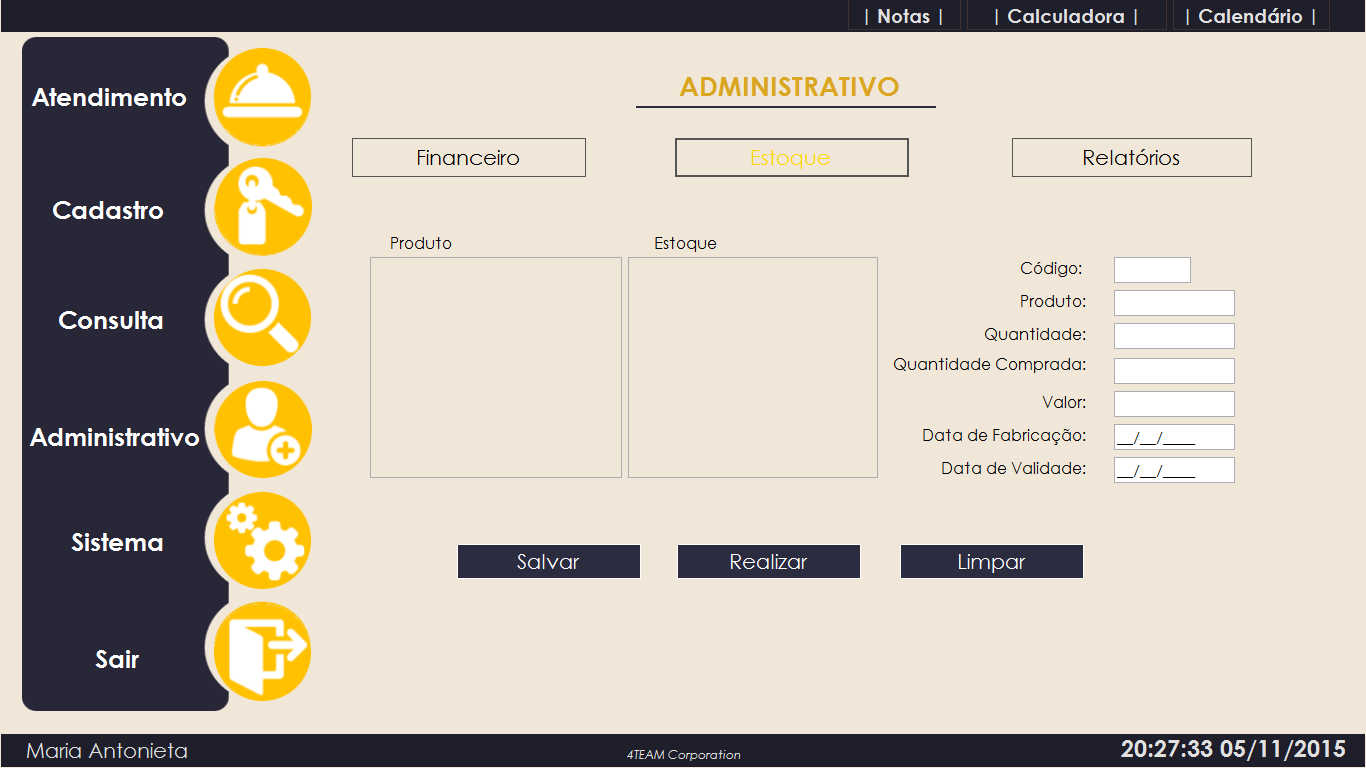 | Notas | | Calculadora | | Calendário |
Atendimento
Cadastro
Consulta
Administrativo
Sistema
Sair
ADMINISTRATIVO
Financeiro Estoque Relatórios
Produto Estoque
Código:
Produto:
Quantidade:
Quantidade Comprada:
Valor:
Data de Fabricação: __/__/____
Data de Validade: __/__/____
Salvar Realizar Limpar
Maria Antonieta 4TEAM Corporation 20:27:33 05/11/2015